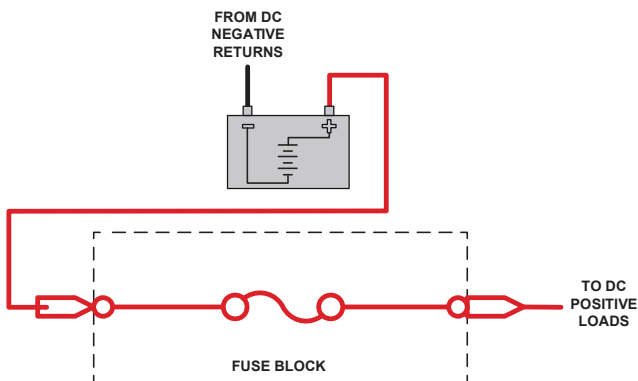 FROM DC
NEGATIVE
RETURNS
TO DC
POSITIVE
LOADS
FUSE BLOCK